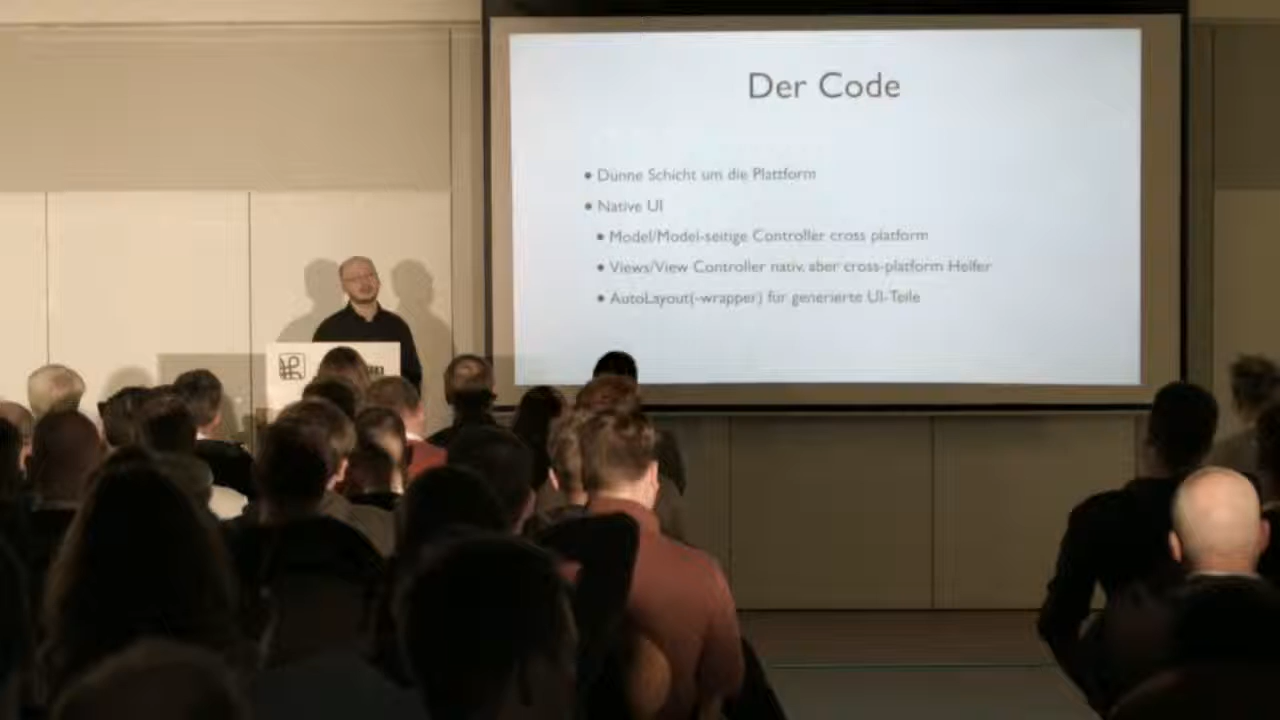 Der Code
• Dünne Schicht um die Plattform
• Native UI
• Model/Model-seitige Controller cross platform
• Views/View Controller nativ, aber cross-platform Helfer
• AutoLayout(-wrapper) für generierte UI-Teile